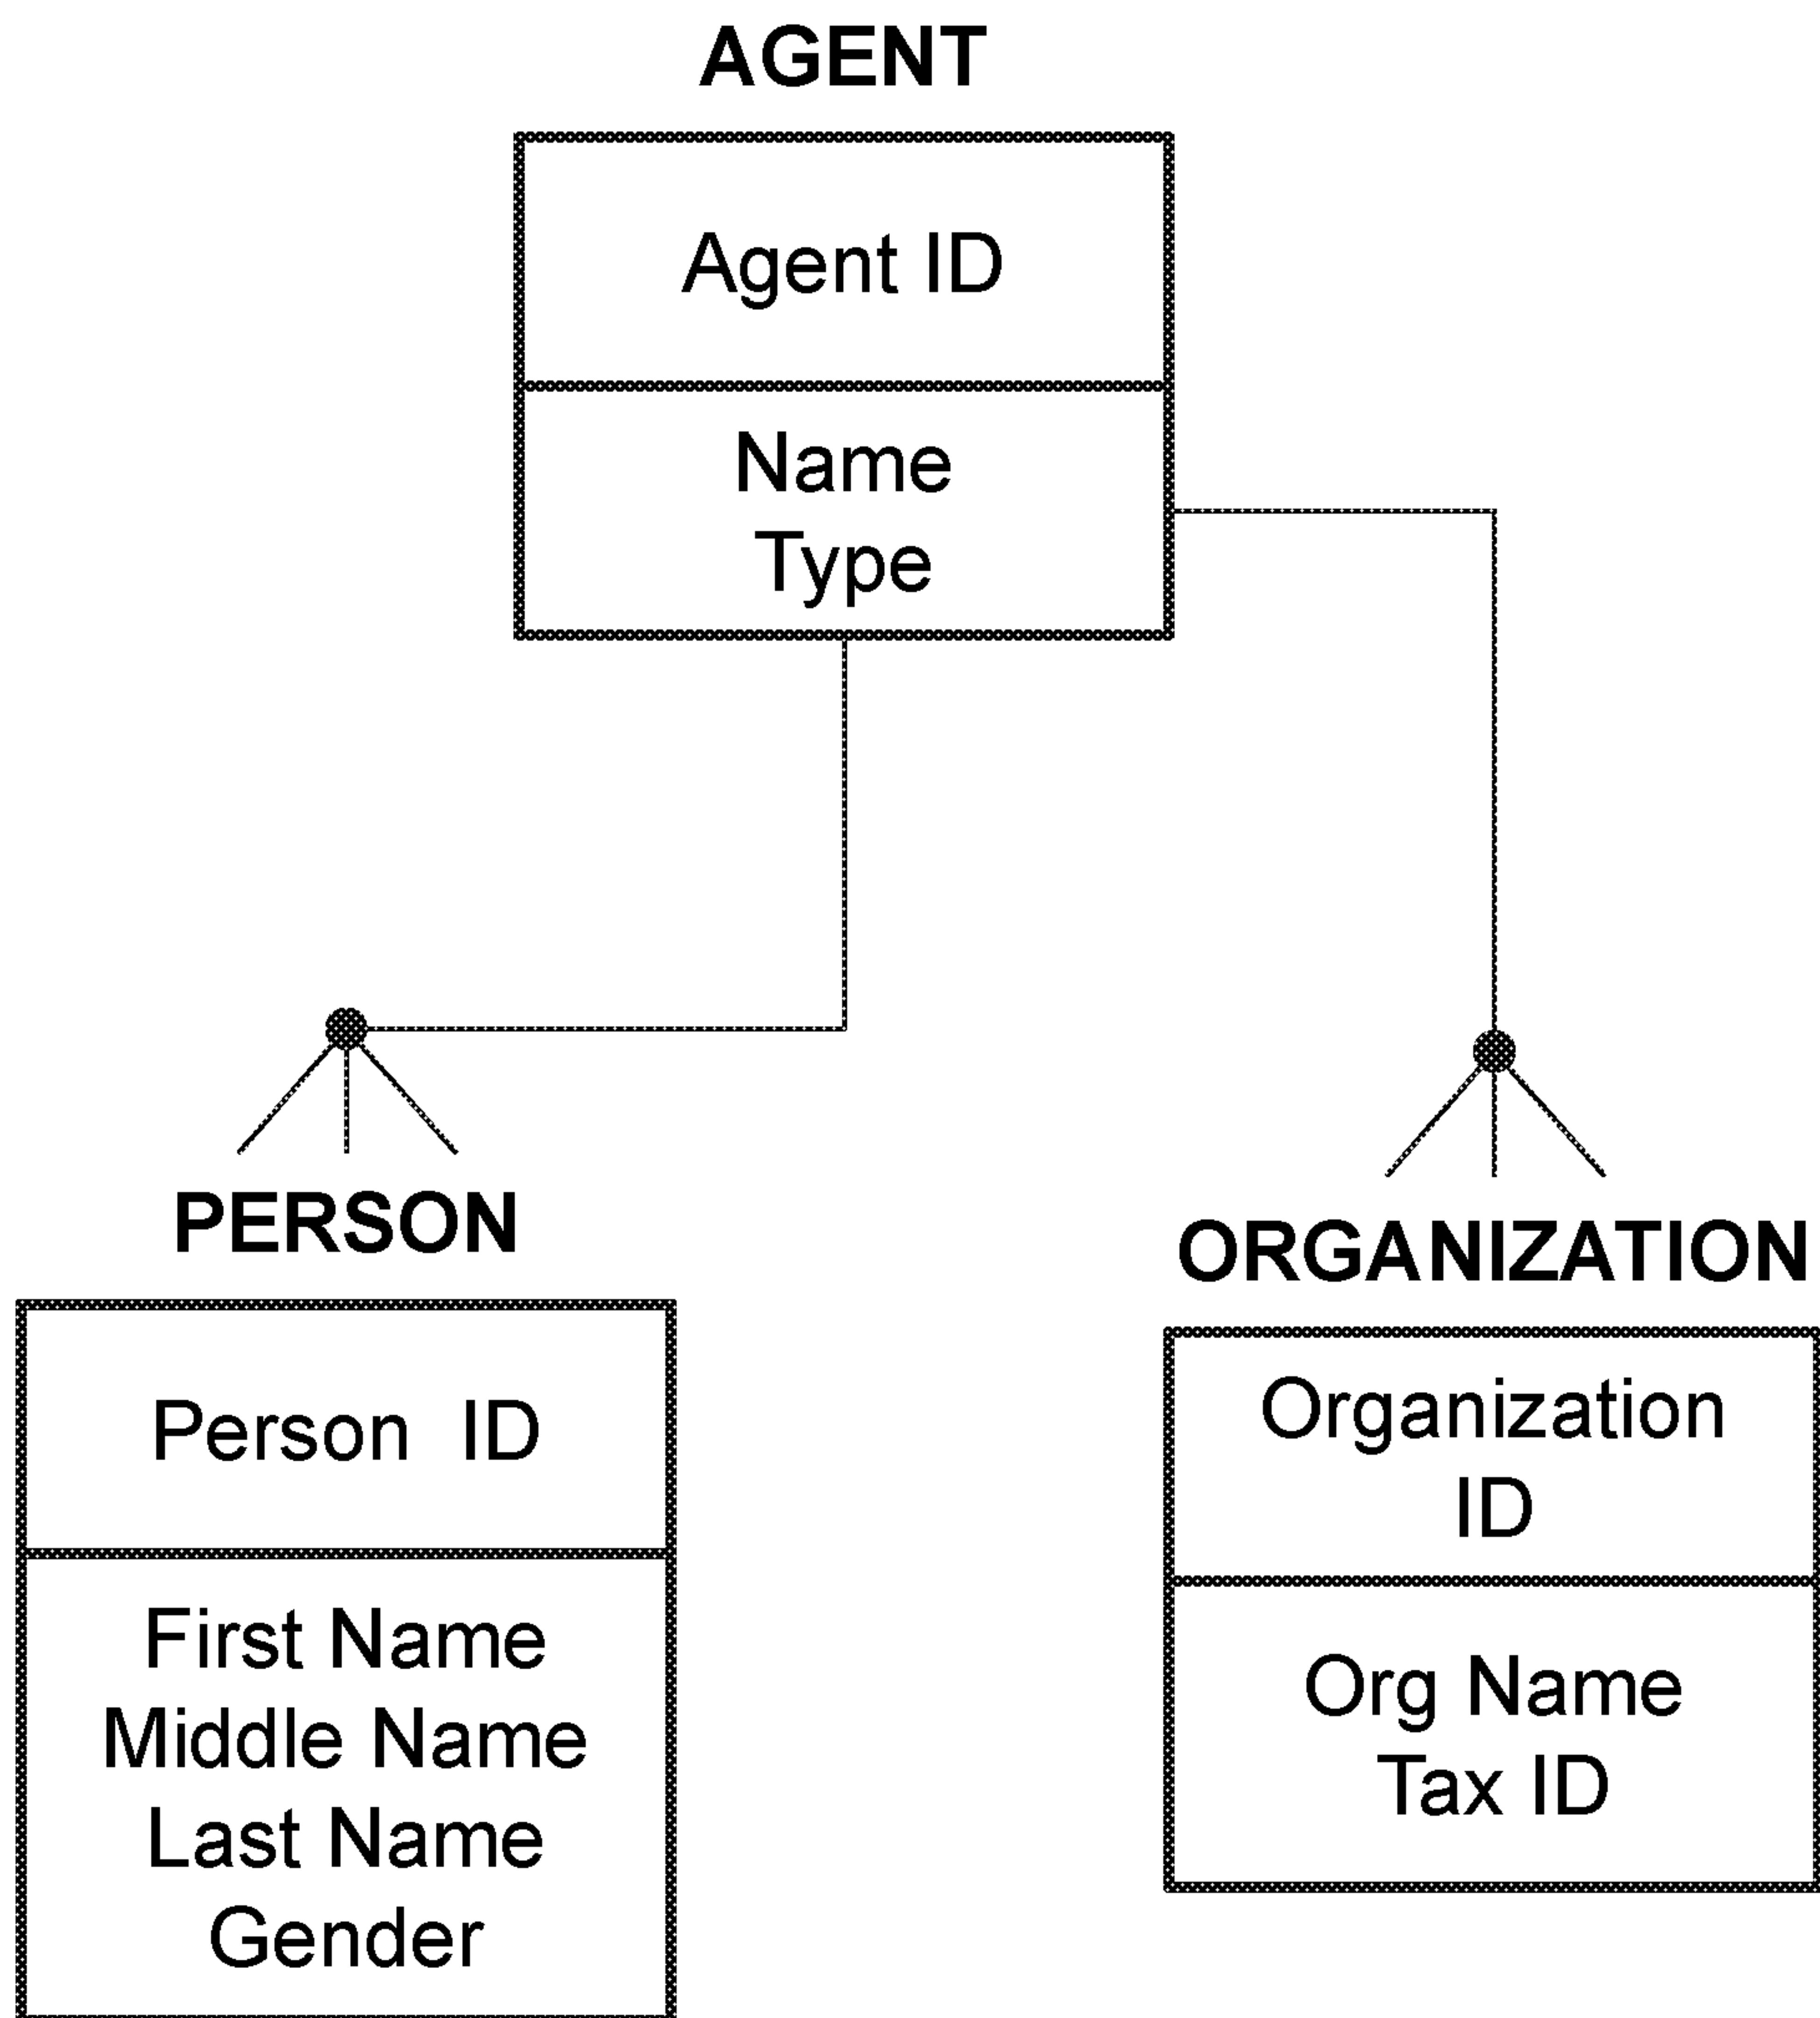 AGENT
Agent ID
Name
Type
PERSON
Person ID
First Name
Middle Name
Last Name
Gender
ORGANIZATION
Organization
ID
Org Name
Tax ID